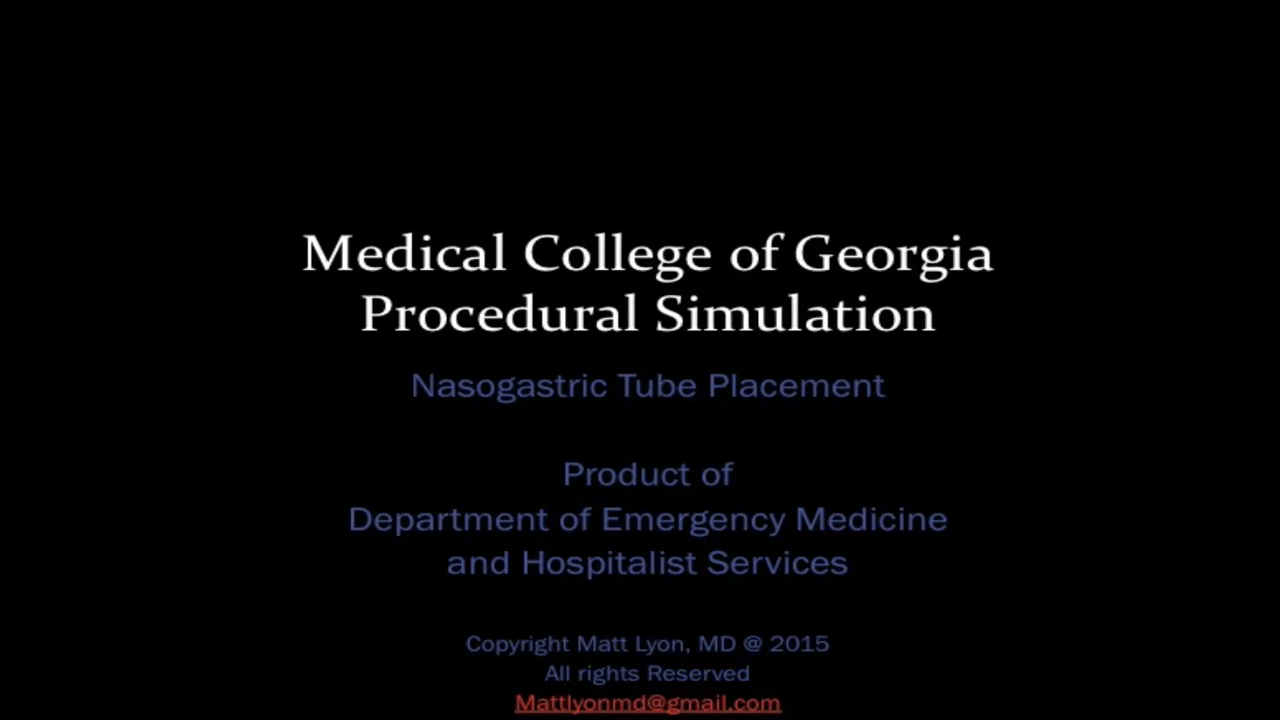 Medical College of Georgia
Procedural Simulation
Nasogastric Tube Placement
Product of
Department of Emergency Medicine
and Hospitalist Services
Copyright Matt Lyon, MD @ 2015
All rights Reserved
Mattlyonmd@gmail.com